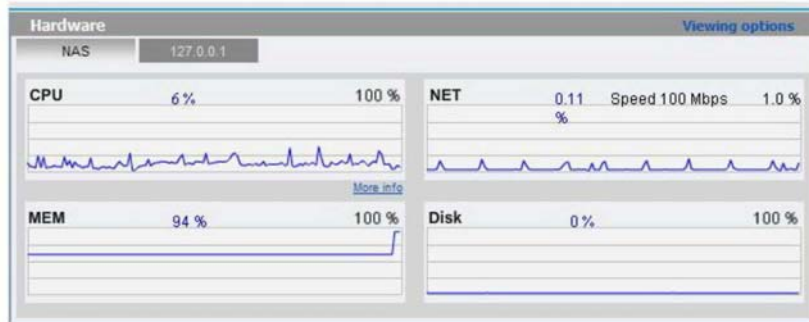 Hardware Viewing options
NAS 127.0.0.1
CPU 6% 100 %
NET 0.11 % Speed 100 Mbps 1.0 %
More info
MEM 94 % 100 %
Disk 0% 100 %